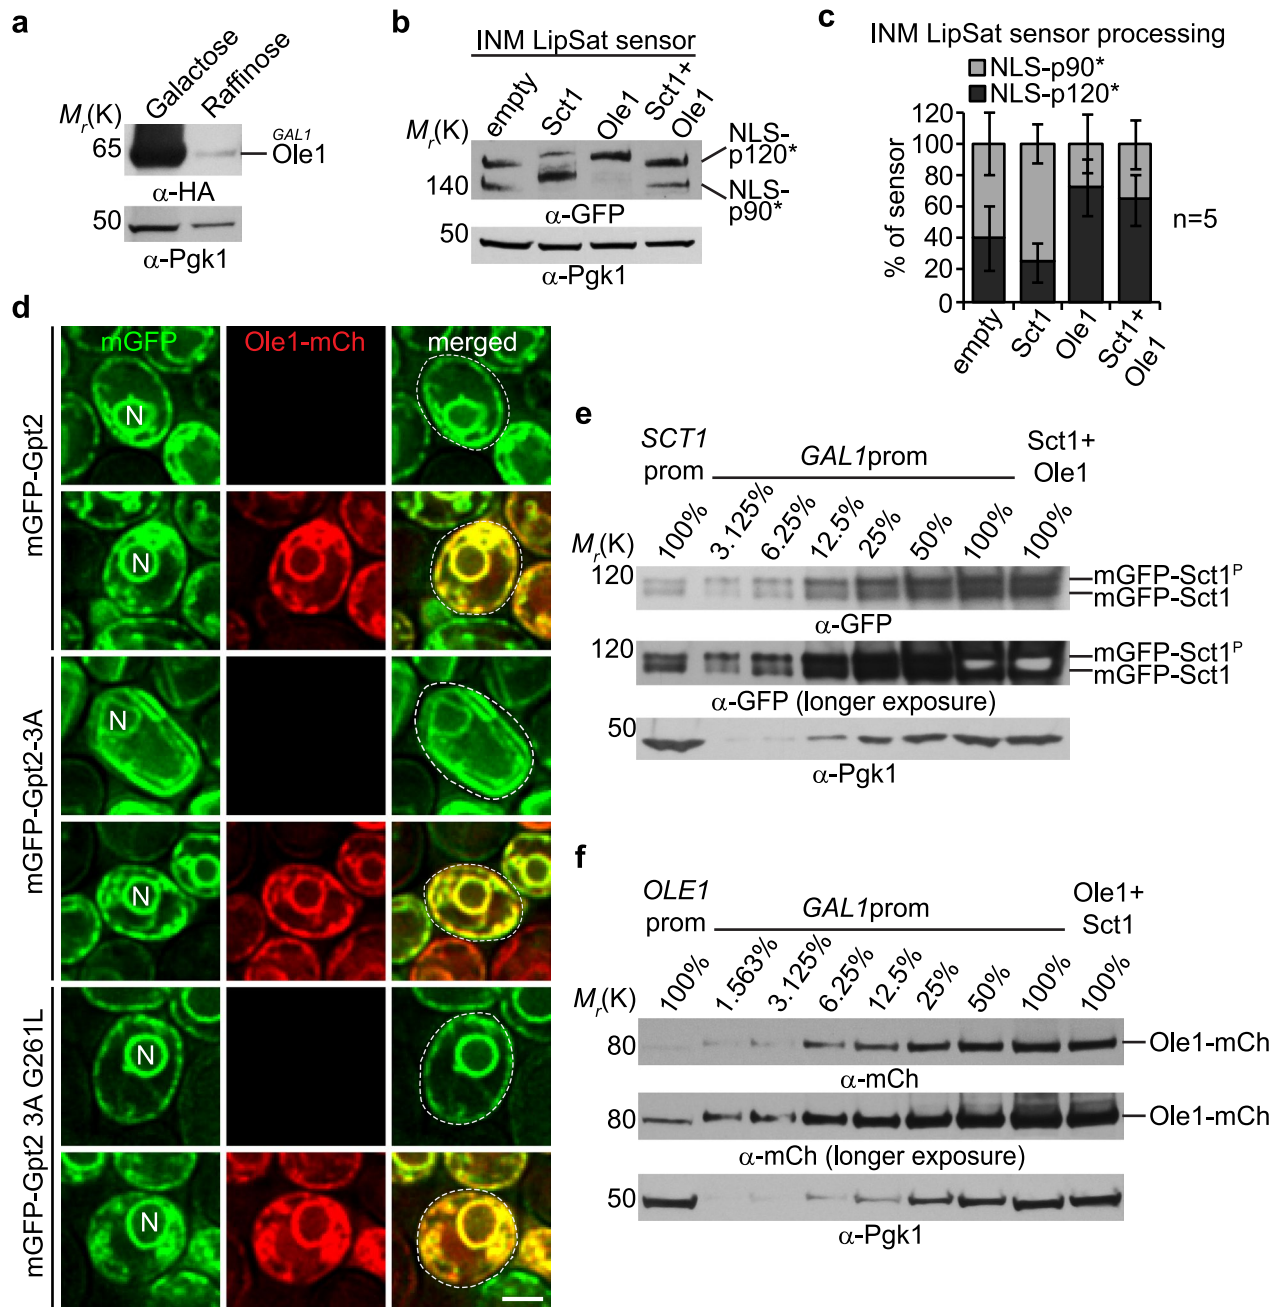 a
Galactose
Raffinose
Mr(K)
65
GAL1
Ole1
α-HA
50
α-Pgk1
b
INM LipSat sensor
empty
Sct1
Ole1
Sct1+
Ole1
Mr(K)
NLS-
p120*
140
NLS-
p90*
α-GFP
50
α-Pgk1
c
INM LipSat sensor processing
NLS-p90*
NLS-p120*
% of sensor
120
100
80
60
40
20
0
n=5
empty
Sct1
Ole1
Sct1+
Ole1
d
mGFP
Ole1-mCh
merged
mGFP-Gpt2
N
N
mGFP-Gpt2-3A
N
N
mGFP-Gpt2 3A G261L
N
N
e
SCT1
prom
GAL1prom
Sct1+
Ole1
Mr(K)
100%
3.125%
6.25%
12.5%
25%
50%
100%
100%
120
mGFP-Sct1ᴾ
mGFP-Sct1
α-GFP
120
mGFP-Sct1ᴾ
mGFP-Sct1
α-GFP (longer exposure)
50
α-Pgk1
f
OLE1
prom
GAL1prom
Ole1+
Sct1
Mr(K)
100%
1.563%
3.125%
6.25%
12.5%
25%
50%
100%
100%
80
Ole1-mCh
α-mCh
80
Ole1-mCh
α-mCh (longer exposure)
50
α-Pgk1